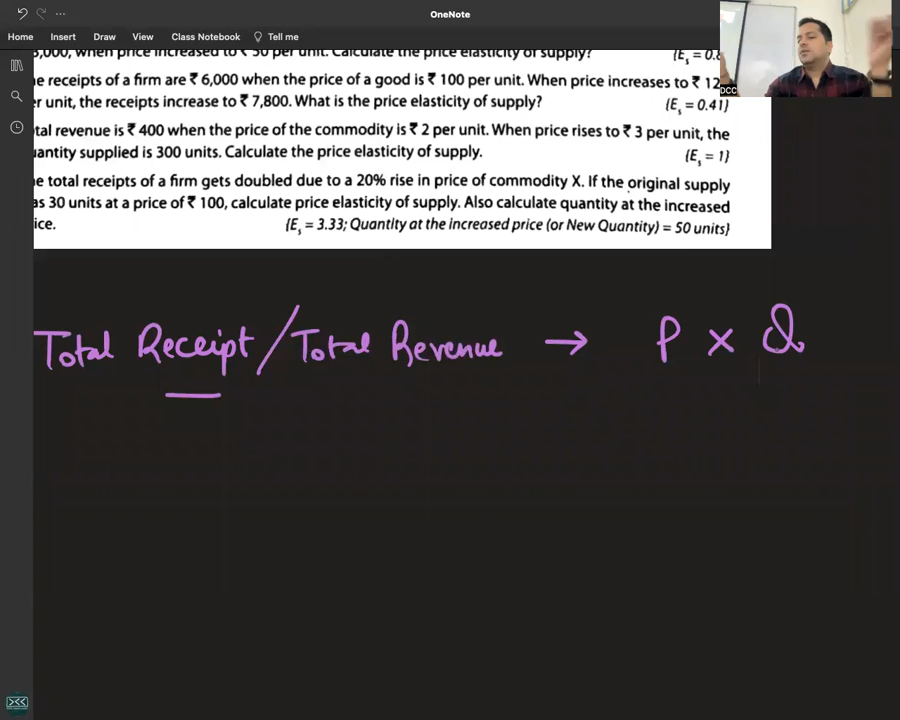 OneNote
Home Insert Draw View Class Notebook Tell me
when price increased to ₹ 50 per unit. Calculate the price elasticity of supply?
e receipts of a firm are ₹ 6,000 when the price of a good is ₹ 100 per unit. When price increases to ₹ 12
er unit, the receipts increase to ₹ 7,800. What is the price elasticity of supply? {Es = 0.41}
tal revenue is ₹ 400 when the price of the commodity is ₹ 2 per unit. When price rises to ₹ 3 per unit, the
antity supplied is 300 units. Calculate the price elasticity of supply. {Es = 1}
e total receipts of a firm gets doubled due to a 20% rise in price of commodity X. If the original supply
as 30 units at a price of ₹ 100, calculate price elasticity of supply. Also calculate quantity at the increased
ice. {Es = 3.33; Quantity at the increased price (or New Quantity) = 50 units}
Total Receipt/Total Revenue → P × Q
DCC